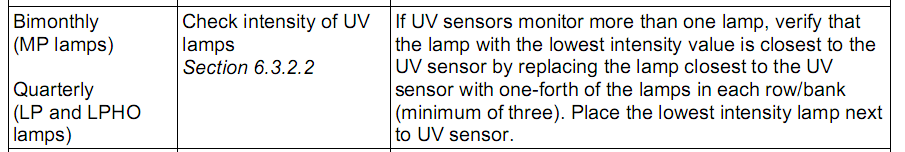 Bimonthly
(MP lamps)
Quarterly
(LP and LPHO
lamps)
Check intensity of UV
lamps
Section 6.3.2.2
If UV sensors monitor more than one lamp, verify that
the lamp with the lowest intensity value is closest to the
UV sensor by replacing the lamp closest to the UV
sensor with one-forth of the lamps in each row/bank
(minimum of three). Place the lowest intensity lamp next
to UV sensor.